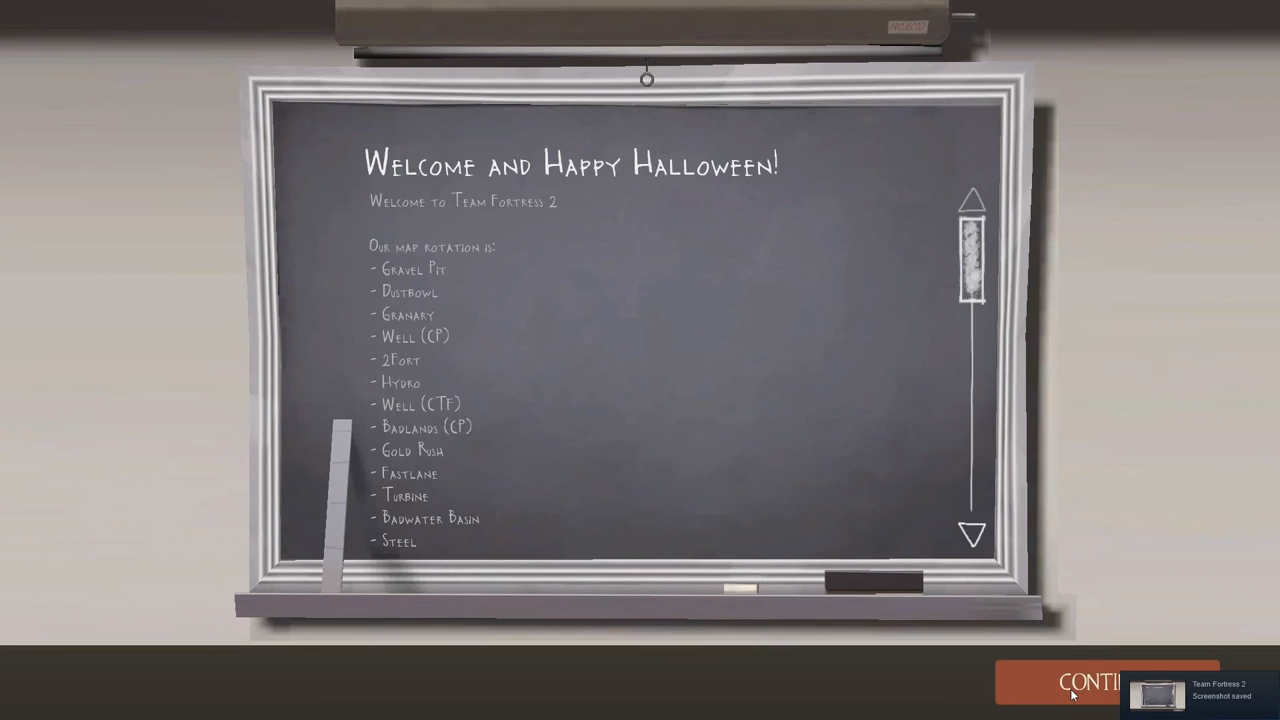 PROJECTO
Welcome and Happy Halloween!
Welcome to Team Fortress 2
Our map rotation is:
- Gravel Pit
- Dustbowl
- Granary
- Well (CP)
- 2Fort
- Hydro
- Well (CTF)
- Badlands (CP)
- Gold Rush
- Fastlane
- Turbine
- Badwater Basin
- Steel
CONTI
Team Fortress 2
Screenshot saved